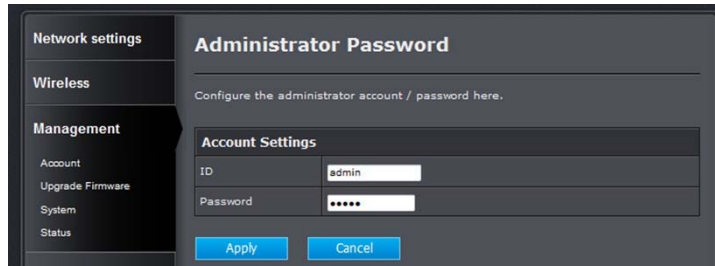 Network settings
Wireless
Management
Account
Upgrade Firmware
System
Status
Administrator Password
Configure the administrator account / password here.
Account Settings
ID admin
Password •••••
Apply Cancel